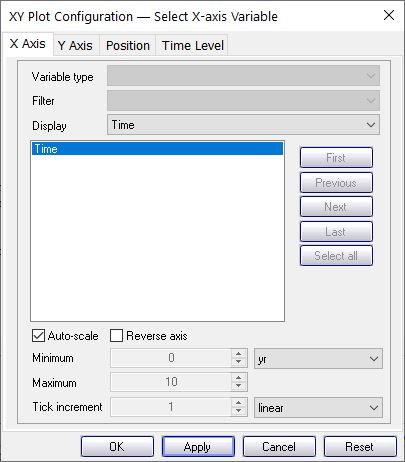 XY Plot Configuration — Select X-axis Variable
X Axis Y Axis Position Time Level
Variable type
Filter
Display Time
Time
First
Previous
Next
Last
Select all
Auto-scale Reverse axis
Minimum 0 yr
Maximum 10
Tick increment 1 linear
OK Apply Cancel Reset